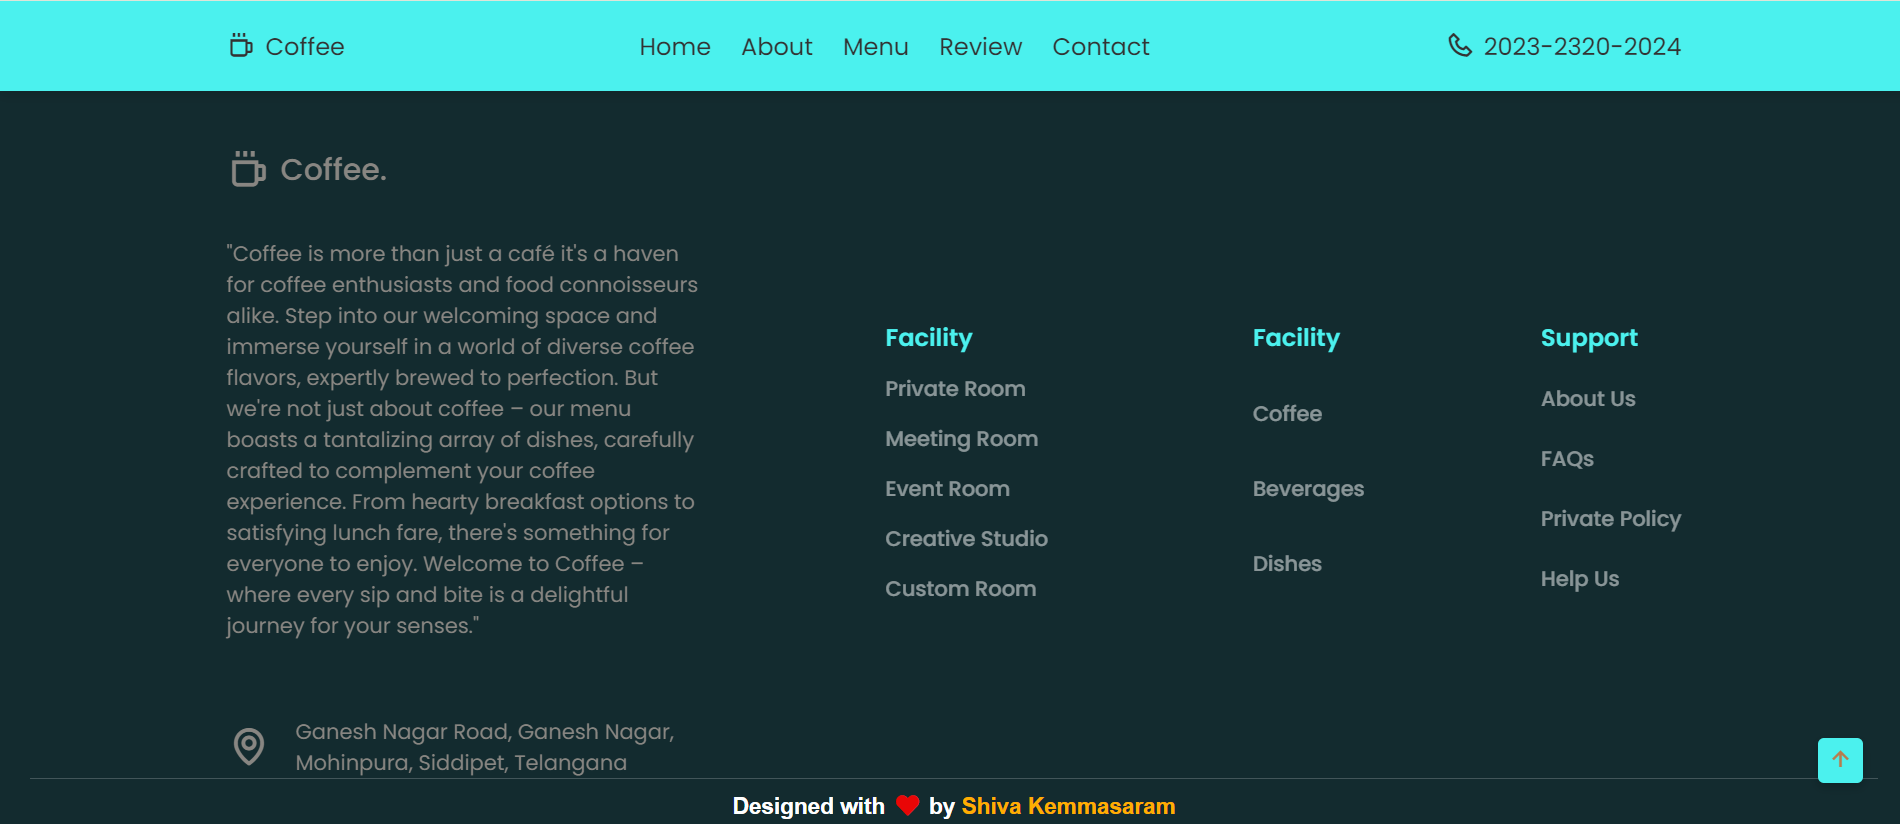 Coffee
Home About Menu Review Contact
2023-2320-2024
Coffee.
"Coffee is more than just a café it's a haven
for coffee enthusiasts and food connoisseurs
alike. Step into our welcoming space and
immerse yourself in a world of diverse coffee
flavors, expertly brewed to perfection. But
we're not just about coffee – our menu
boasts a tantalizing array of dishes, carefully
crafted to complement your coffee
experience. From hearty breakfast options to
satisfying lunch fare, there's something for
everyone to enjoy. Welcome to Coffee –
where every sip and bite is a delightful
journey for your senses."
Ganesh Nagar Road, Ganesh Nagar,
Mohinpura, Siddipet, Telangana
Facility
Private Room
Meeting Room
Event Room
Creative Studio
Custom Room
Facility
Coffee
Beverages
Dishes
Support
About Us
FAQs
Private Policy
Help Us
Designed with ❤ by Shiva Kemmasaram